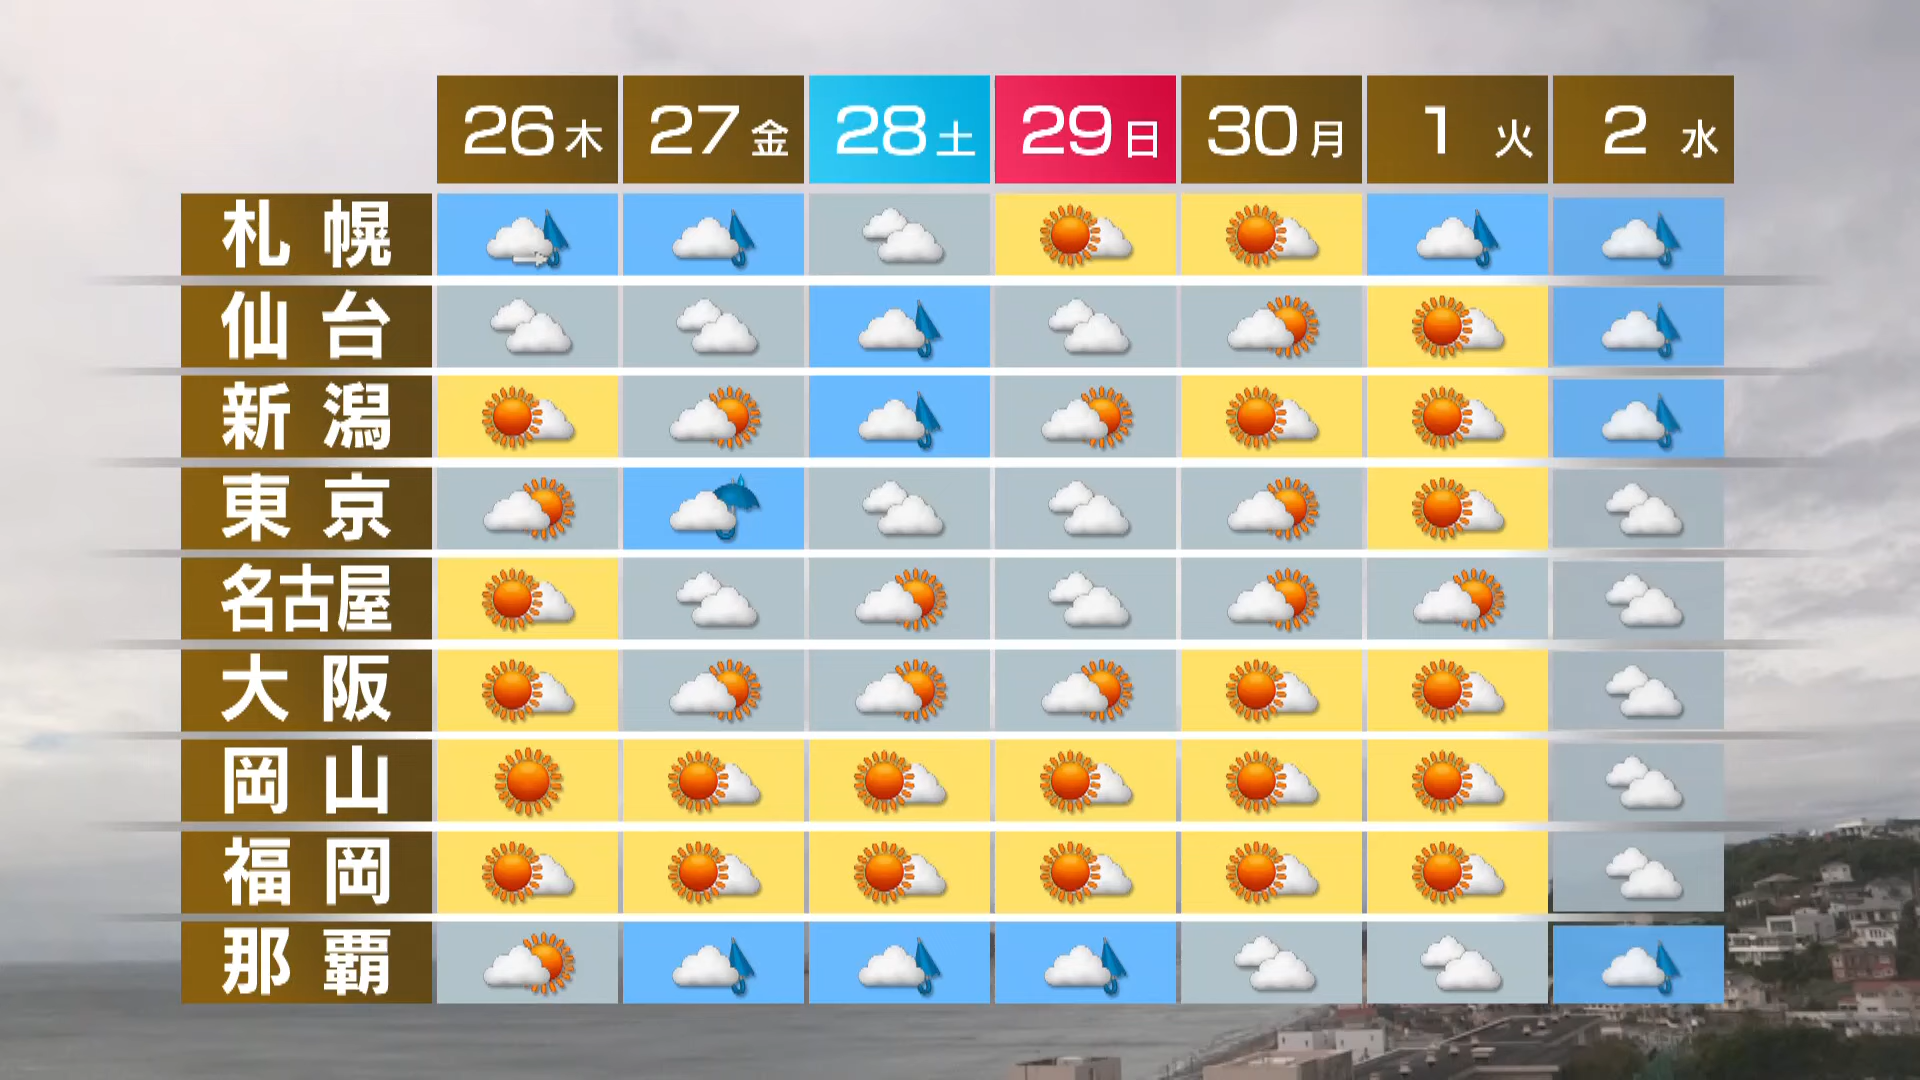 26木 27金 28土 29日 30月 1火 2水
札幌
仙台
新潟
東京
名古屋
大阪
岡山
福岡
那覇